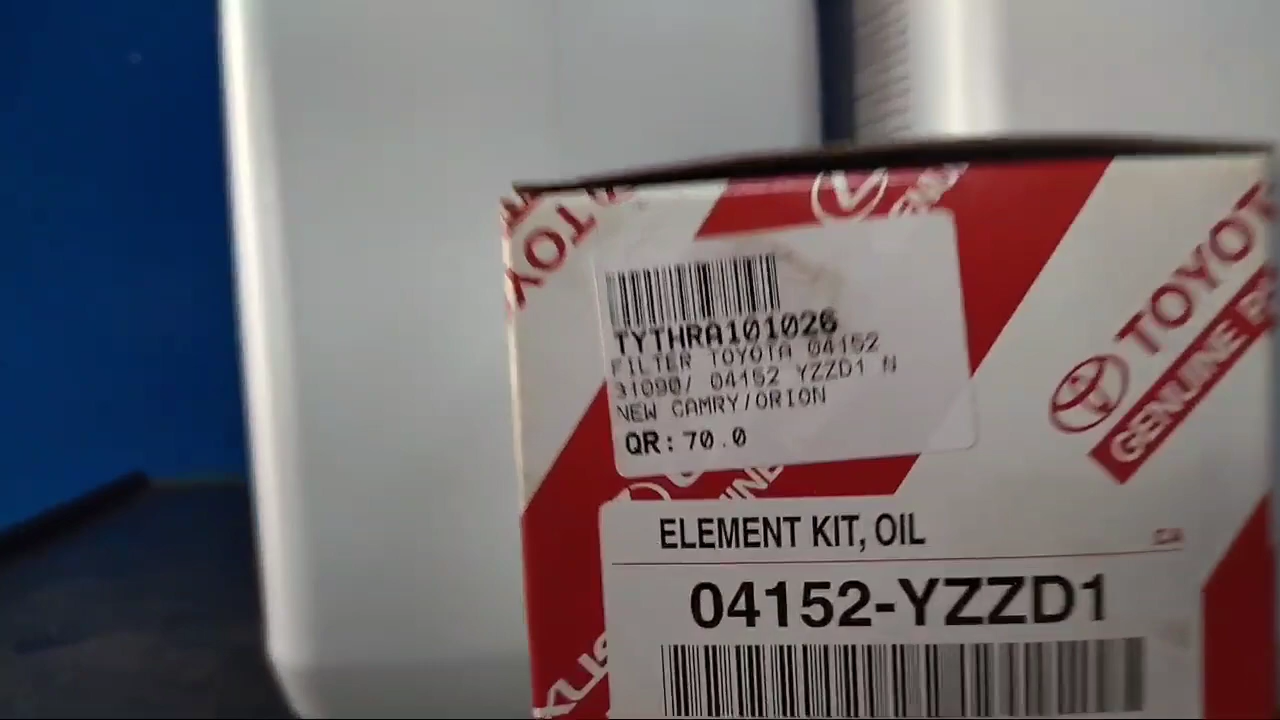 TYTHRA101026
FILTER TOYOTA 04152
31090/ 04152 YZZD1 N
NEW CAMRY/ORION
QR: 70.0
TOYOT
GENUINE
ELEMENT KIT, OIL
04152-YZZD1